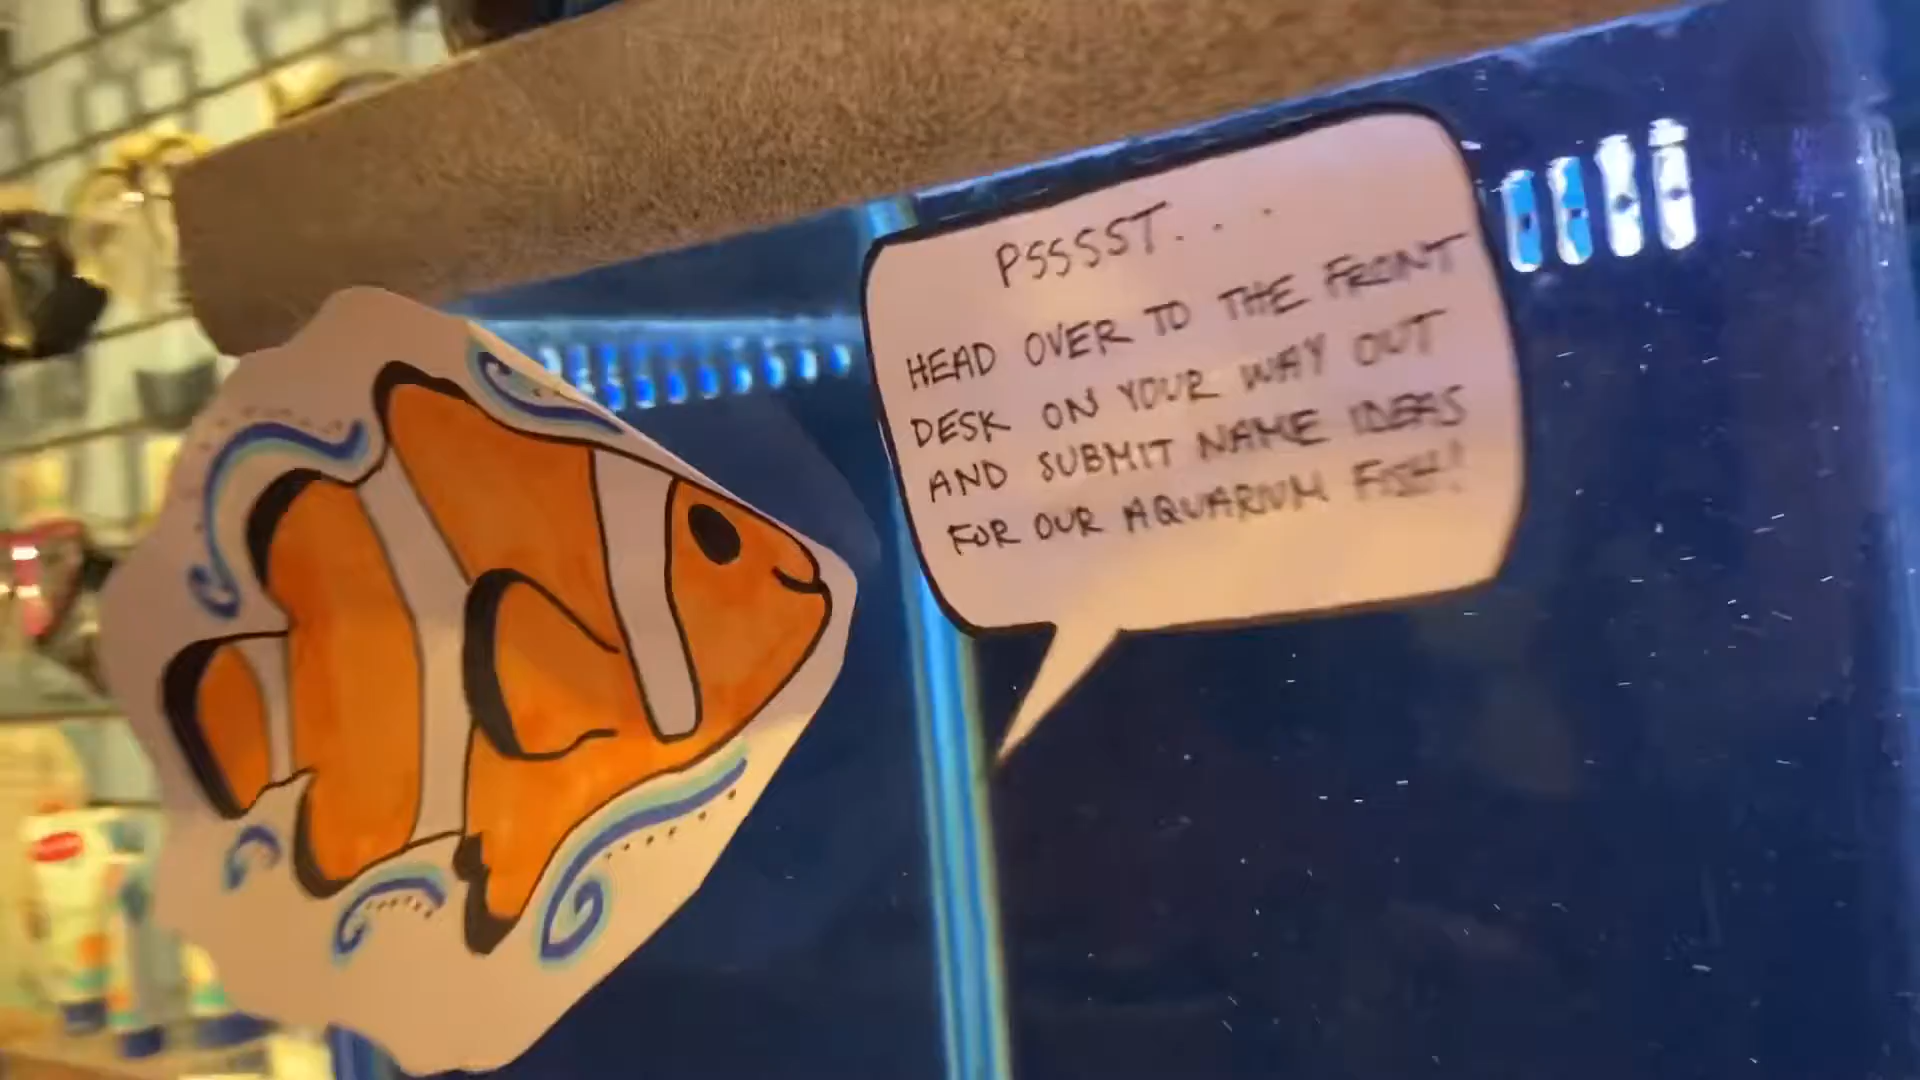 PSSSST....
HEAD OVER TO THE FRONT
DESK ON YOUR WAY OUT
AND SUBMIT NAME IDEAS
FOR OUR AQUARIUM FISH!